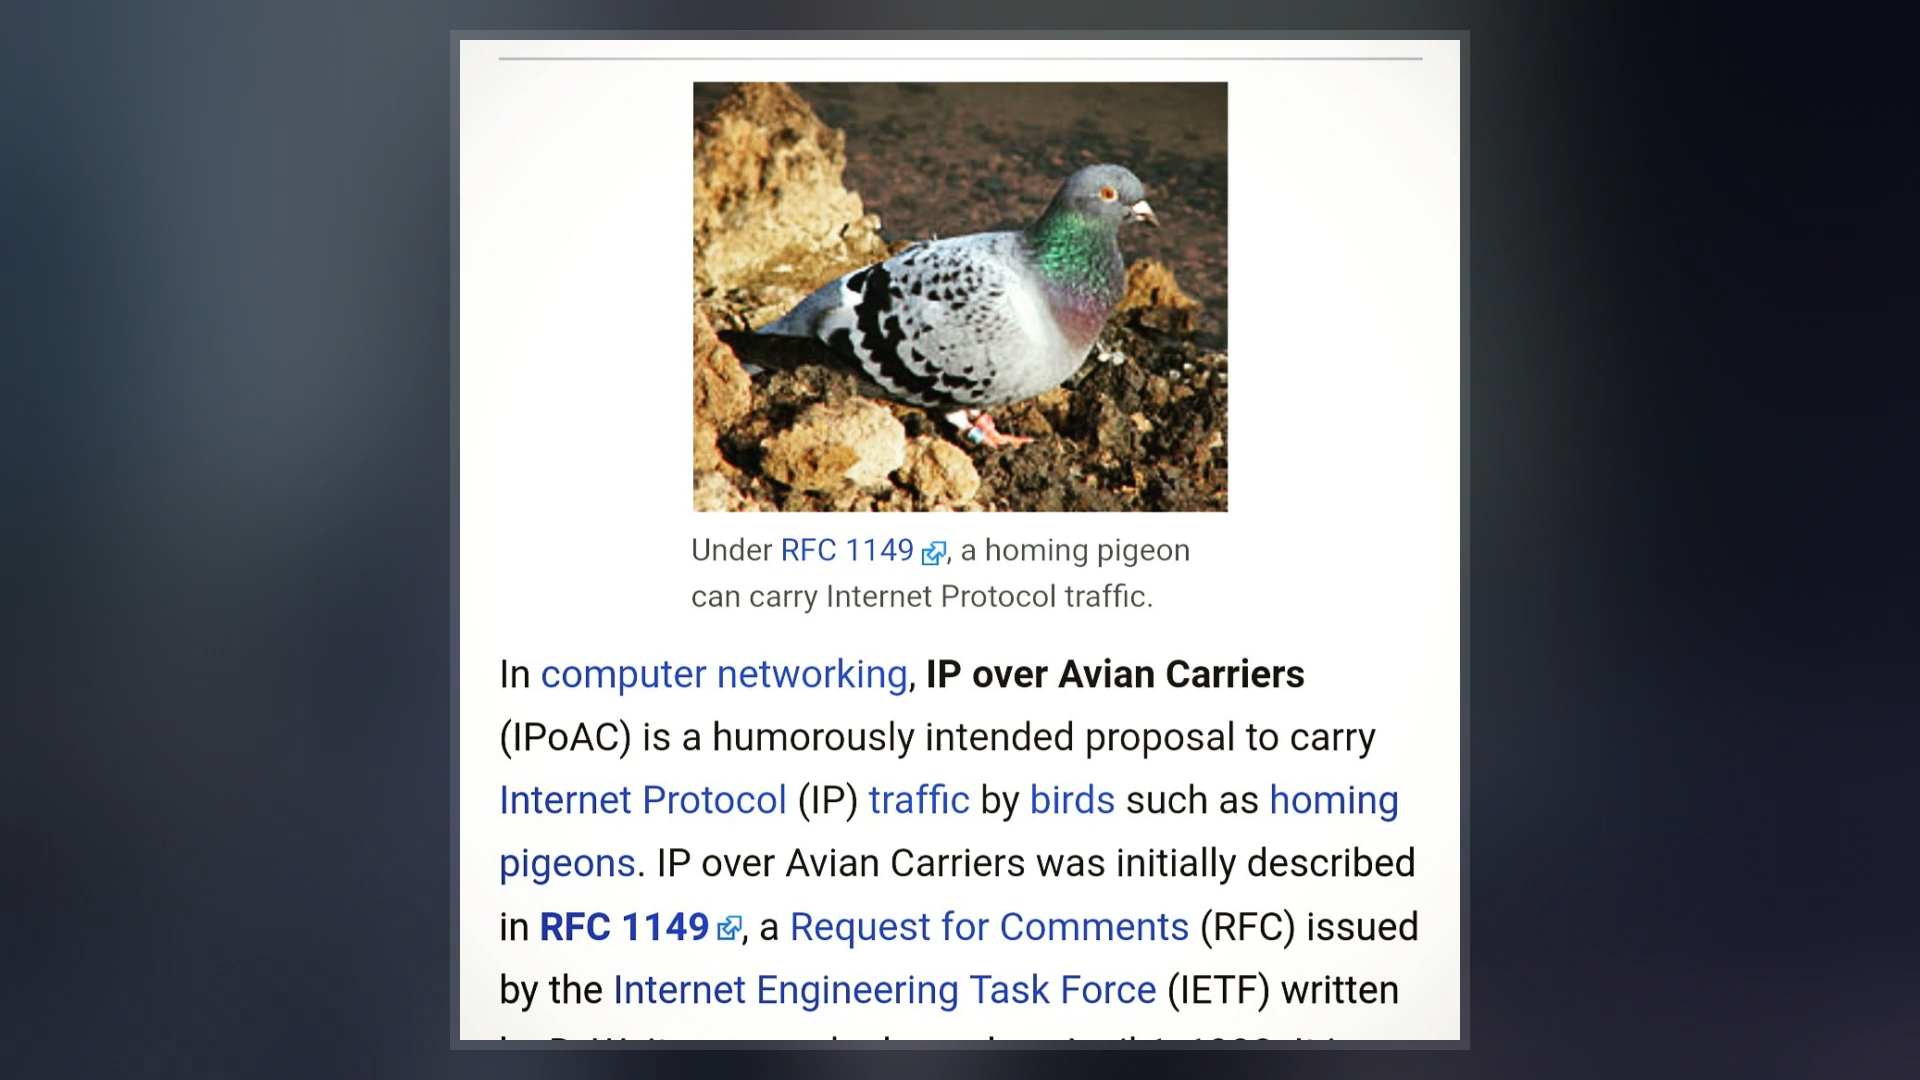 Under RFC 1149, a homing pigeon
can carry Internet Protocol traffic.
In computer networking, IP over Avian Carriers
(IPoAC) is a humorously intended proposal to carry
Internet Protocol (IP) traffic by birds such as homing
pigeons. IP over Avian Carriers was initially described
in RFC 1149, a Request for Comments (RFC) issued
by the Internet Engineering Task Force (IETF) written